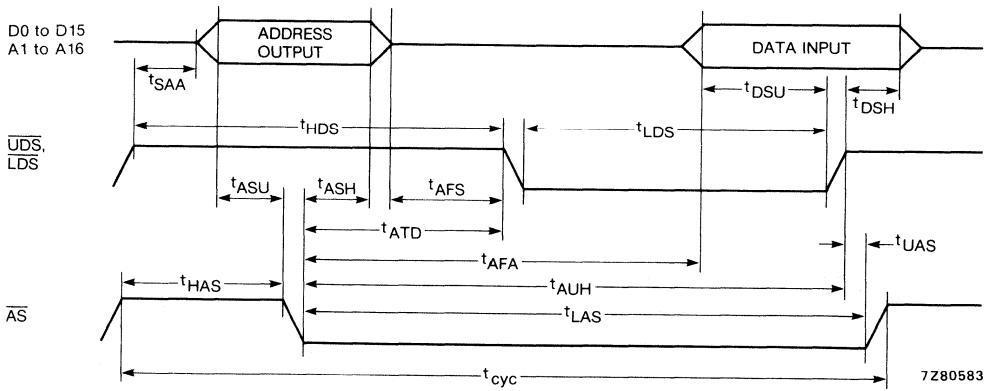 D0 to D15
A1 to A16
ADDRESS
OUTPUT
DATA INPUT
tSAA
tDSU
tDSH
tHDS
tLDS
UDS,
LDS
tASU
tASH
tAFS
tATD
tUAS
tAFA
tHAS
tAUH
AS
tLAS
tcyc
7Z80583